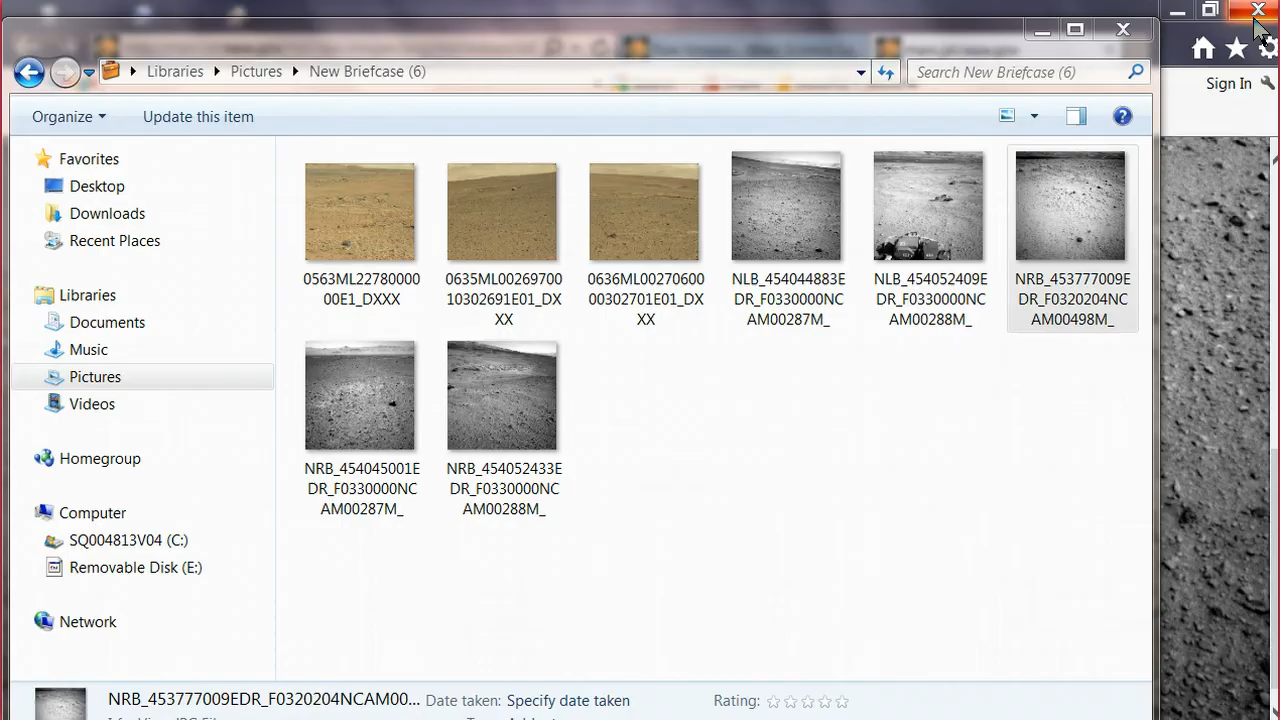 Libraries Pictures New Briefcase (6)
Search New Briefcase (6)
Sign In
Organize Update this item
Favorites
Desktop
Downloads
Recent Places
Libraries
Documents
Music
Pictures
Videos
Homegroup
Computer
SQ004813V04 (C:)
Removable Disk (E:)
Network
0563ML22780000
00E1_DXXX
0635ML00269700
10302691E01_DX
XX
0636ML00270600
00302701E01_DX
XX
NLB_454044883E
DR_F0330000NC
AM00287M_
NLB_454052409E
DR_F0330000NC
AM00288M_
NRB_453777009E
DR_F0320204NC
AM00498M_
NRB_454045001E
DR_F0330000NC
AM00287M_
NRB_454052433E
DR_F0330000NC
AM00288M_
NRB_453777009EDR_F0320204NCAM00... Date taken: Specify date taken Rating: